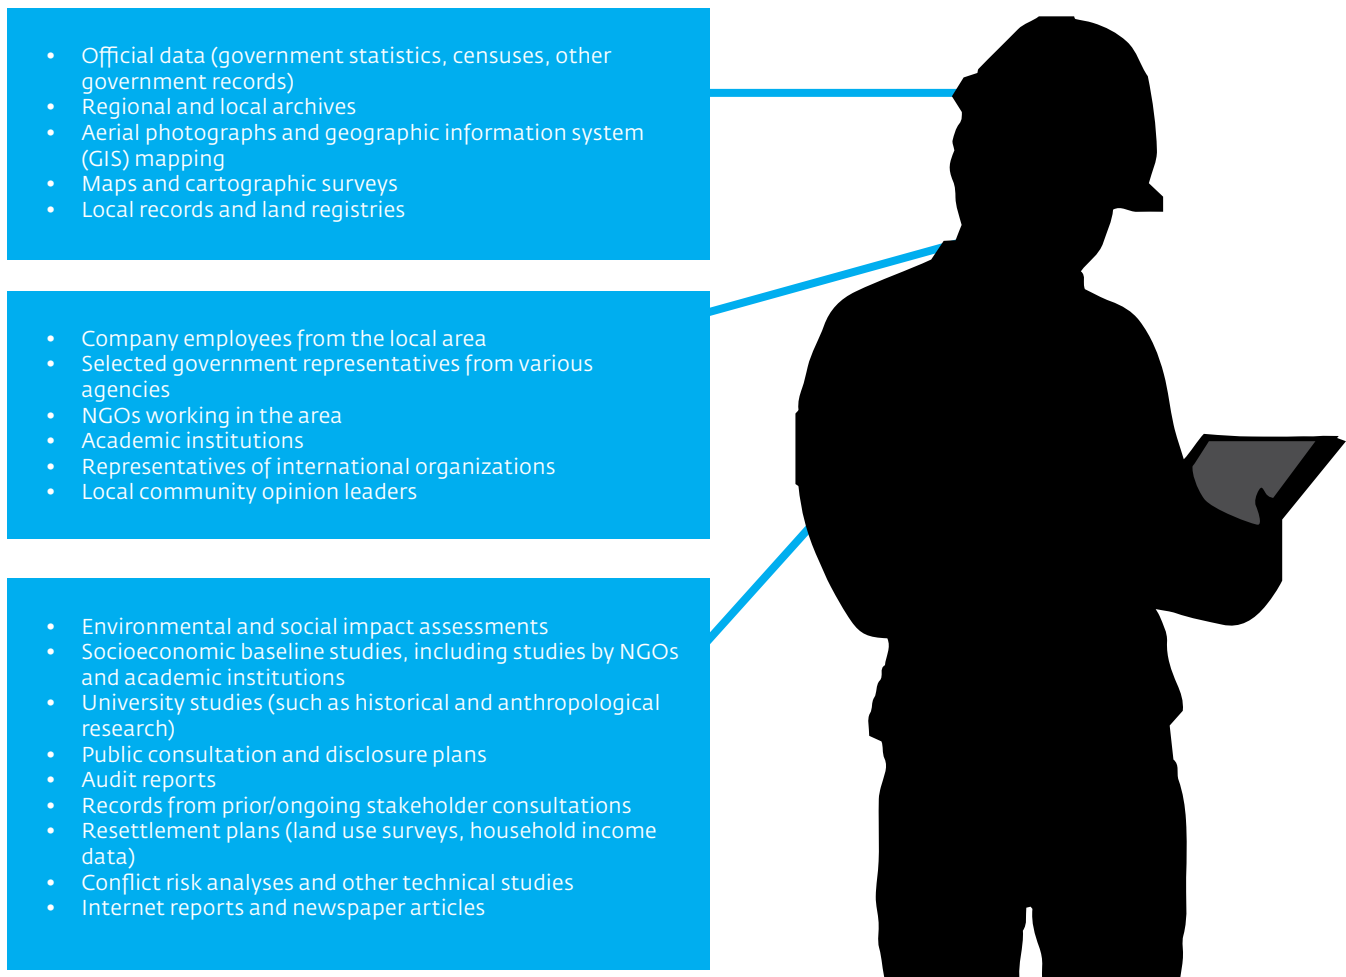 • Official data (government statistics, censuses, other
government records)
• Regional and local archives
• Aerial photographs and geographic information system
(GIS) mapping
• Maps and cartographic surveys
• Local records and land registries
• Company employees from the local area
• Selected government representatives from various
agencies
• NGOs working in the area
• Academic institutions
• Representatives of international organizations
• Local community opinion leaders
• Environmental and social impact assessments
• Socioeconomic baseline studies, including studies by NGOs
and academic institutions
• University studies (such as historical and anthropological
research)
• Public consultation and disclosure plans
• Audit reports
• Records from prior/ongoing stakeholder consultations
• Resettlement plans (land use surveys, household income
data)
• Conflict risk analyses and other technical studies
• Internet reports and newspaper articles